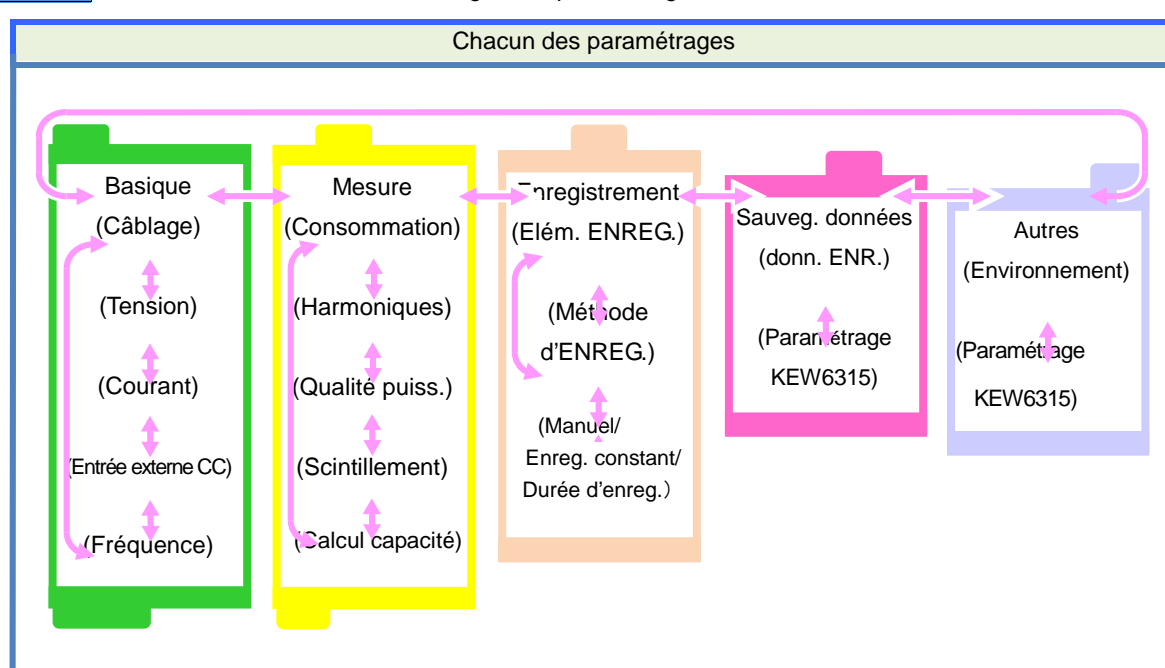 Chacun des paramétrages
Basique
(Câblage)
(Tension)
(Courant)
(Entrée externe CC)
(Fréquence)
Mesure
(Consommation)
(Harmoniques)
(Qualité puiss.)
(Scintillement)
(Calcul capacité)
Enregistrement
(Elém. ENREG.)
(Méthode
d'ENREG.)
(Manuel/
Enreg. constant/
Durée d'enreg.)
Sauveg. données
(donn. ENR.)
(Paramétrage
KEW6315)
Autres
(Environnement)
(Paramétrage
KEW6315)